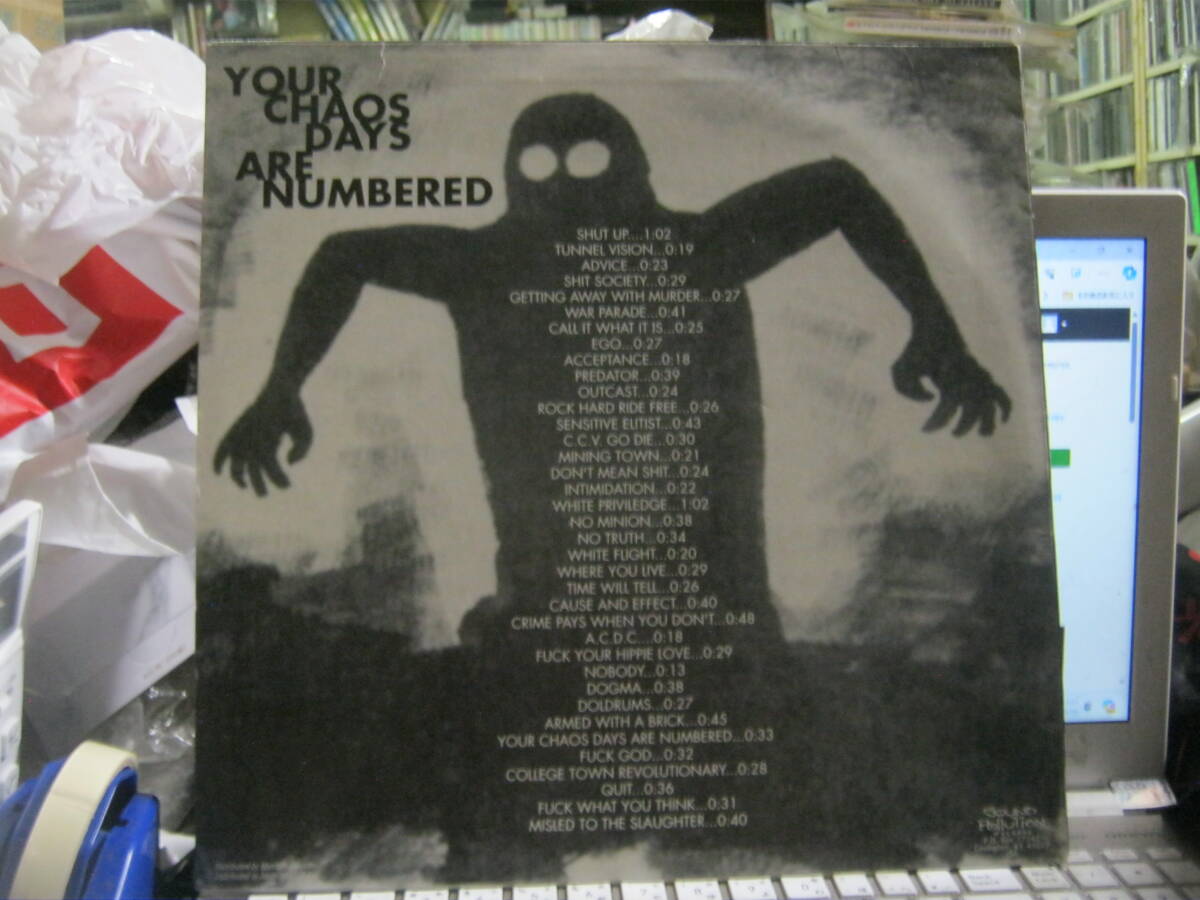 YOUR
CHAOS
DAYS
ARE
NUMBERED
SHUT UP....1:02
TUNNEL VISION...0:19
ADVICE...0:23
SHIT SOCIETY...0:29
GETTING AWAY WITH MURDER...0:27
WAR PARADE...0:41
CALL IT WHAT IT IS...0:25
EGO...0:27
ACCEPTANCE...0:18
PREDATOR...0:39
OUTCAST...0:24
ROCK HARD RIDE FREE...0:26
SENSITIVE ELITIST...0:43
C.C.V. GO DIE...0:30
MINING TOWN...0:21
DON'T MEAN SHIT...0:24
INTIMIDATION...0:22
WHITE PRIVILEDGE...1:02
NO MINION...0:38
NO TRUTH...0:34
WHITE FLIGHT...0:20
WHERE YOU LIVE...0:29
TIME WILL TELL...0:26
CAUSE AND EFFECT...0:40
CRIME PAYS WHEN YOU DON'T...0:48
A.C.D.C....0:18
FUCK YOUR HIPPIE LOVE...0:29
NOBODY...0:13
DOGMA...0:38
DOLDRUMS...0:27
ARMED WITH A BRICK...0:45
YOUR CHAOS DAYS ARE NUMBERED...0:33
FUCK GOD...0:32
COLLEGE TOWN REVOLUTIONARY...0:28
QUIT...0:36
FUCK WHAT YOU THINK...0:31
MISLED TO THE SLAUGHTER...0:40
SOUND
POLLUTION